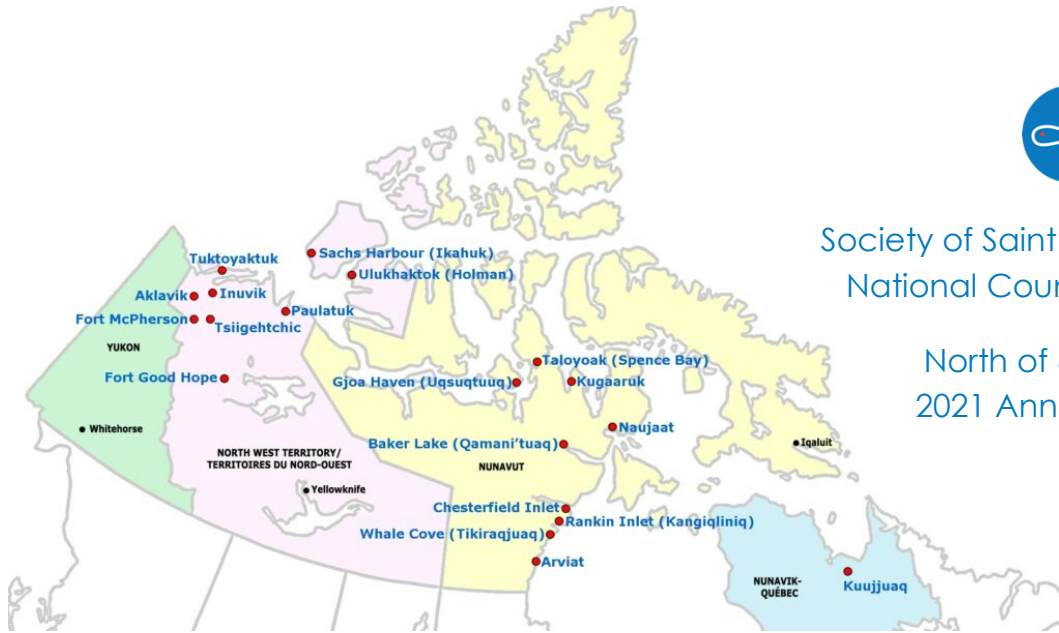 Society of Saint
National Coun
North of
2021 Ann
Tuktoyaktuk
Sachs Harbour (Ikahuk)
Ulukhaktok (Holman)
Aklavik
Inuvik
Paulatuk
Fort McPherson
Tsiigehtchic
YUKON
Fort Good Hope
Whitehorse
NORTH WEST TERRITORY/
TERRITOIRES DU NORD-OUEST
Yellowknife
Taloyoak (Spence Bay)
Gjoa Haven (Uqsuqtuuq)
Kugaaruk
Naujaat
Baker Lake (Qamani'tuaq)
Iqaluit
NUNAVUT
Chesterfield Inlet
Rankin Inlet (Kangiqliniq)
Whale Cove (Tikiraqjuaq)
Arviat
NUNAVIK-
QUÉBEC
Kuujjuaq